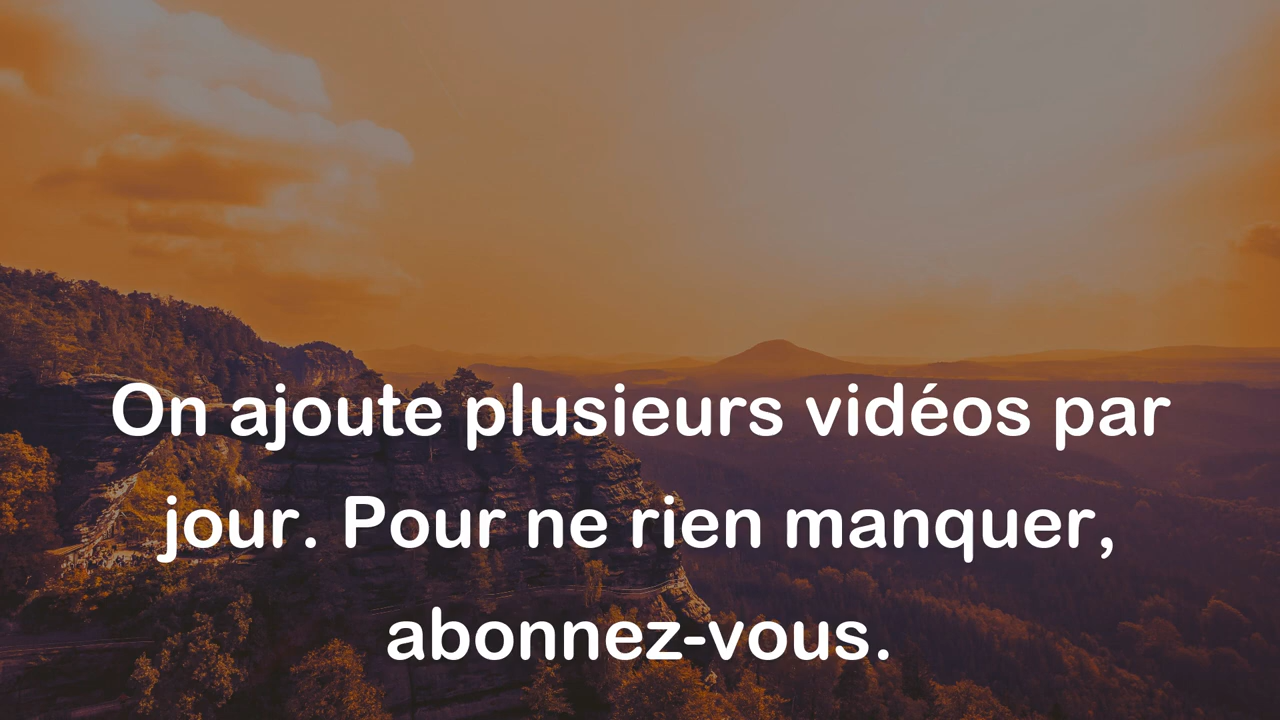 On ajoute plusieurs vidéos par
jour. Pour ne rien manquer,
abonnez-vous.